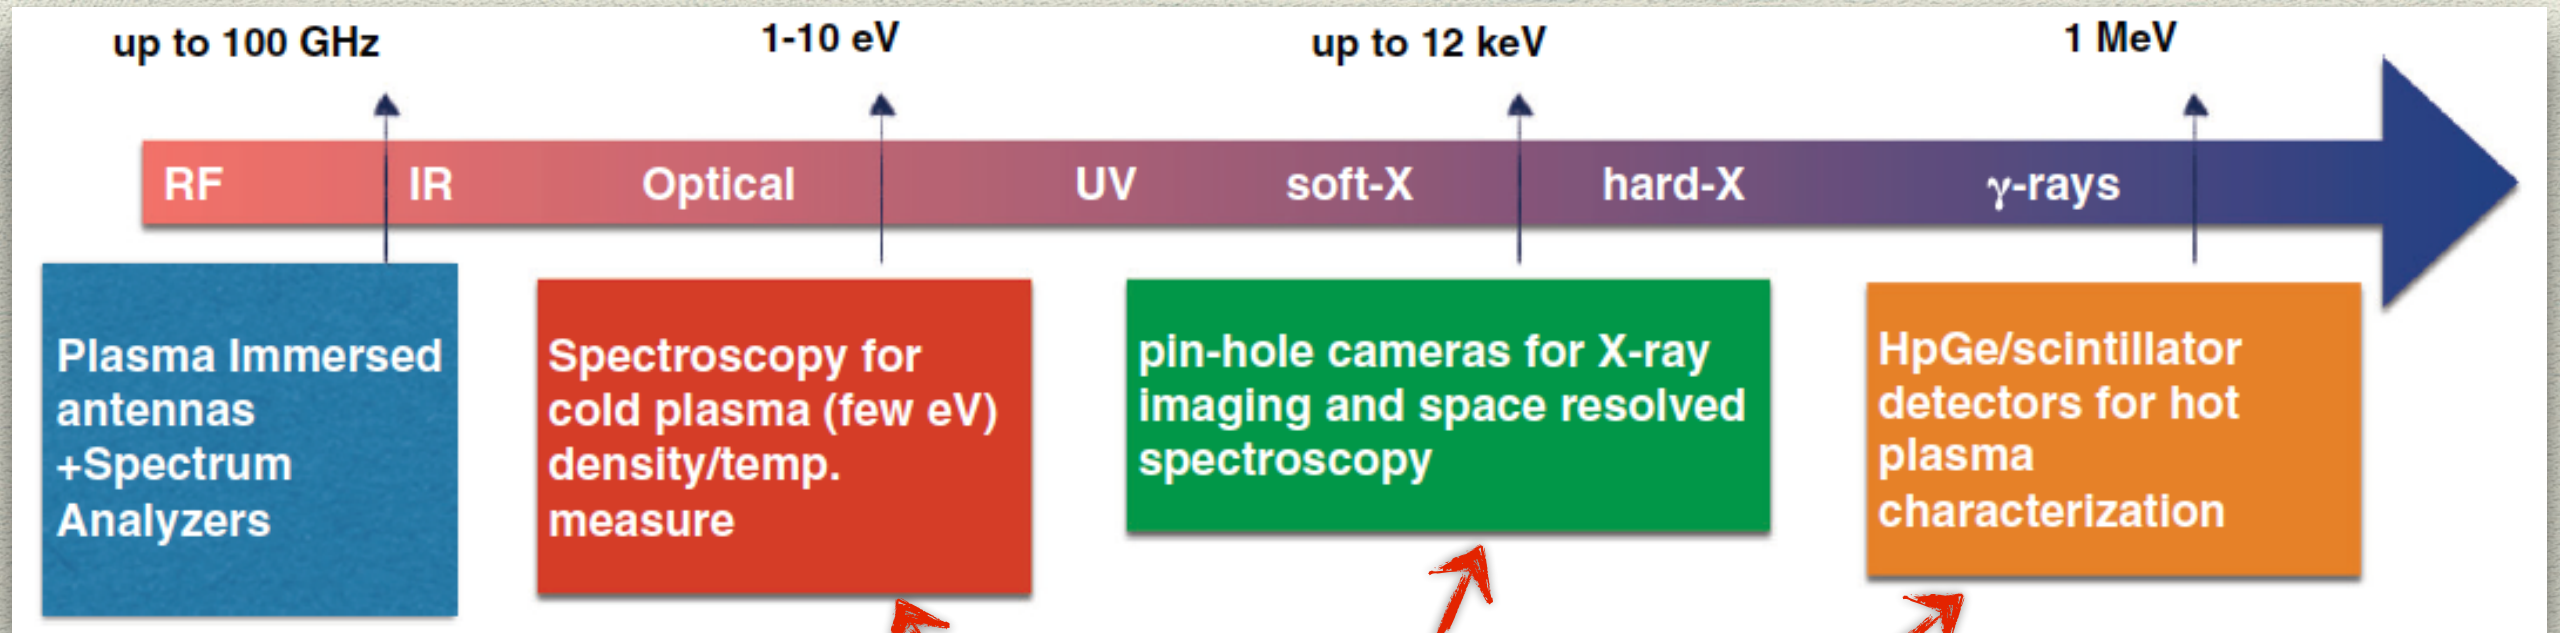 up to 100 GHz
1-10 eV
up to 12 keV
1 MeV
RF
IR
Optical
UV
soft-X
hard-X
γ-rays
Plasma Immersed
antennas
+Spectrum
Analyzers
Spectroscopy for
cold plasma (few eV)
density/temp.
measure
pin-hole cameras for X-ray
imaging and space resolved
spectroscopy
HpGe/scintillator
detectors for hot
plasma
characterization